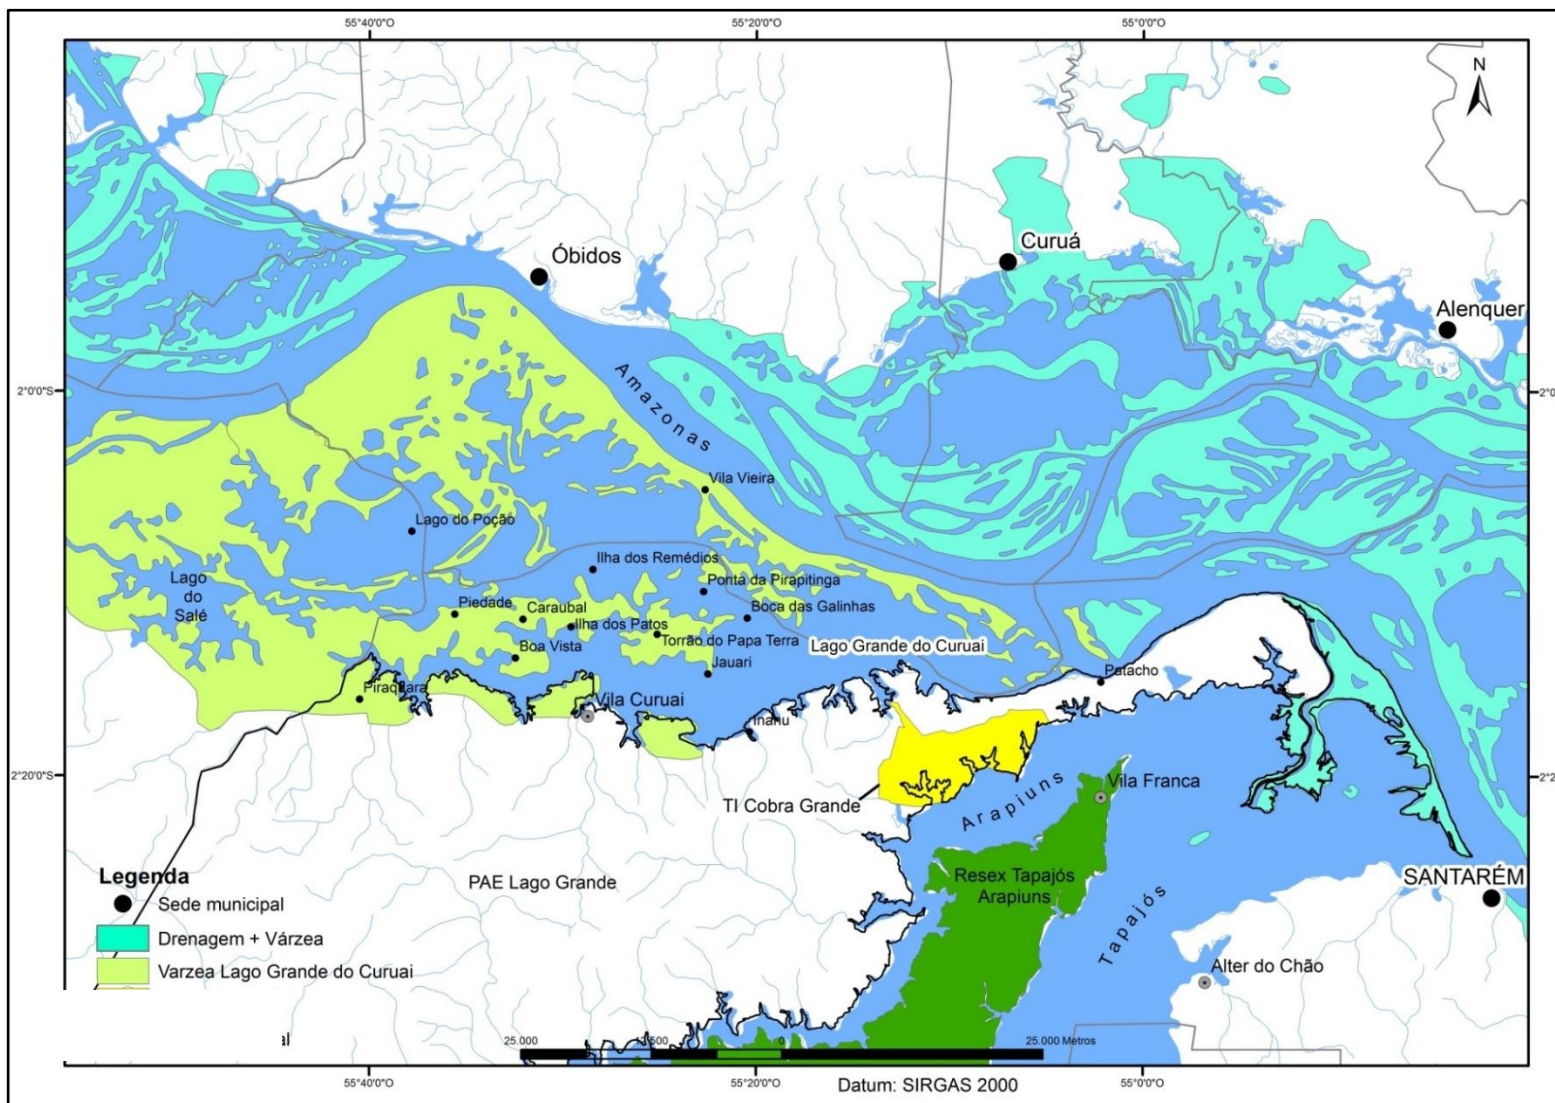 55°40'0"O
55°20'0"O
55°0'0"O
N
Óbidos
Curuá
Alenquer
2°0'0"S
Amazonas
Vila Vieira
Lago do Poção
Ilha dos Remédios
Lago
do
Salé
Ponta da Pirapitinga
Piedade
Caraubal
Boca das Galinhas
Ilha dos Patos
Torrão do Papa Terra
Boa Vista
Lago Grande do Curuai
Jauari
Patacho
Piraquara
Vila Curuai
Inanu
2°20'0"S
TI Cobra Grande
Arapiuns
Vila Franca
Legenda
PAE Lago Grande
Resex Tapajós
Arapiuns
SANTARÉM
Sede municipal
Tapajós
Drenagem + Várzea
Alter do Chão
Varzea Lago Grande do Curuai
25.000
0
25.000 Metros
55°40'0"O
55°20'0"O
55°0'0"O
Datum: SIRGAS 2000